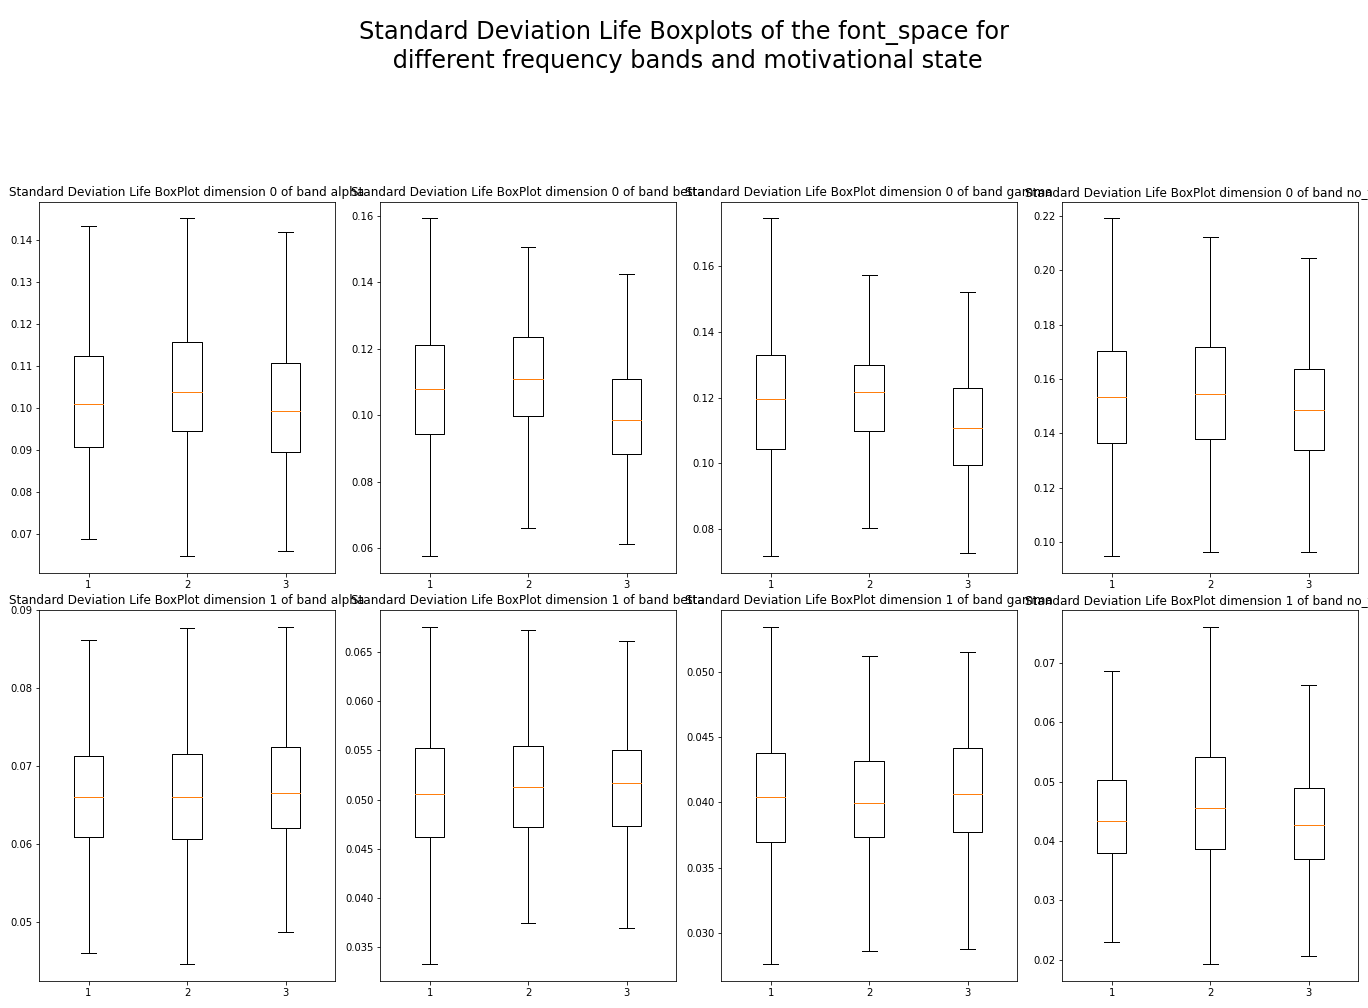 Standard Deviation Life Boxplots of the font_space for
different frequency bands and motivational state
Standard Deviation Life BoxPlot dimension 0 of band alpha
Standard Deviation Life BoxPlot dimension 0 of band
Standard Deviation Life BoxPlot dimension 0 of band
Standard Deviation Life BoxPlot dimension 0 of band no_
0.14
0.13
0.12
0.11
0.10
0.09
0.08
0.07
1 2 3
0.16
0.14
0.12
0.10
0.08
0.06
1 2 3
0.16
0.14
0.12
0.10
0.08
1 2 3
0.22
0.20
0.18
0.16
0.14
0.12
0.10
1 2 3
Standard Deviation Life BoxPlot dimension 1 of band alpha
Standard Deviation Life BoxPlot dimension 1 of band
Standard Deviation Life BoxPlot dimension 1 of band
Standard Deviation Life BoxPlot dimension 1 of band no_
0.09
0.08
0.07
0.06
0.05
1 2 3
0.065
0.060
0.055
0.050
0.045
0.040
0.035
1 2 3
0.050
0.045
0.040
0.035
0.030
1 2 3
0.07
0.06
0.05
0.04
0.03
0.02
1 2 3